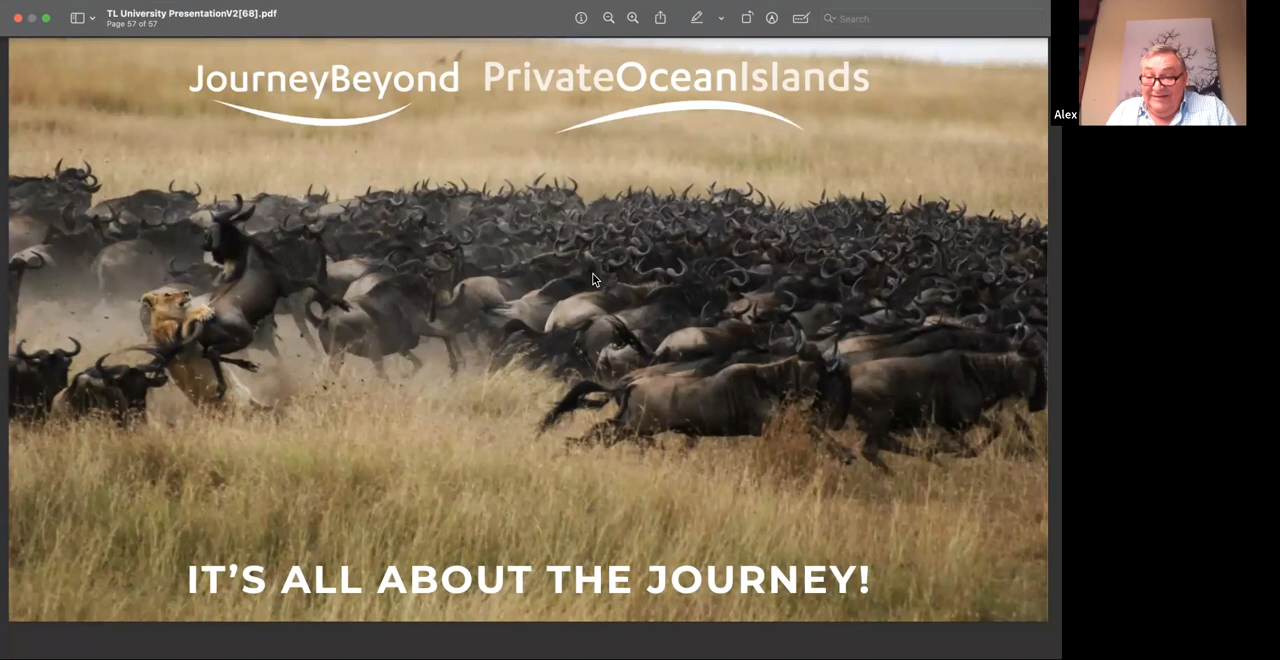 TL University PresentationV2[68].pdf
Page 57 of 57
Search
JourneyBeyond PrivateOceanIslands
Alex
IT'S ALL ABOUT THE JOURNEY!